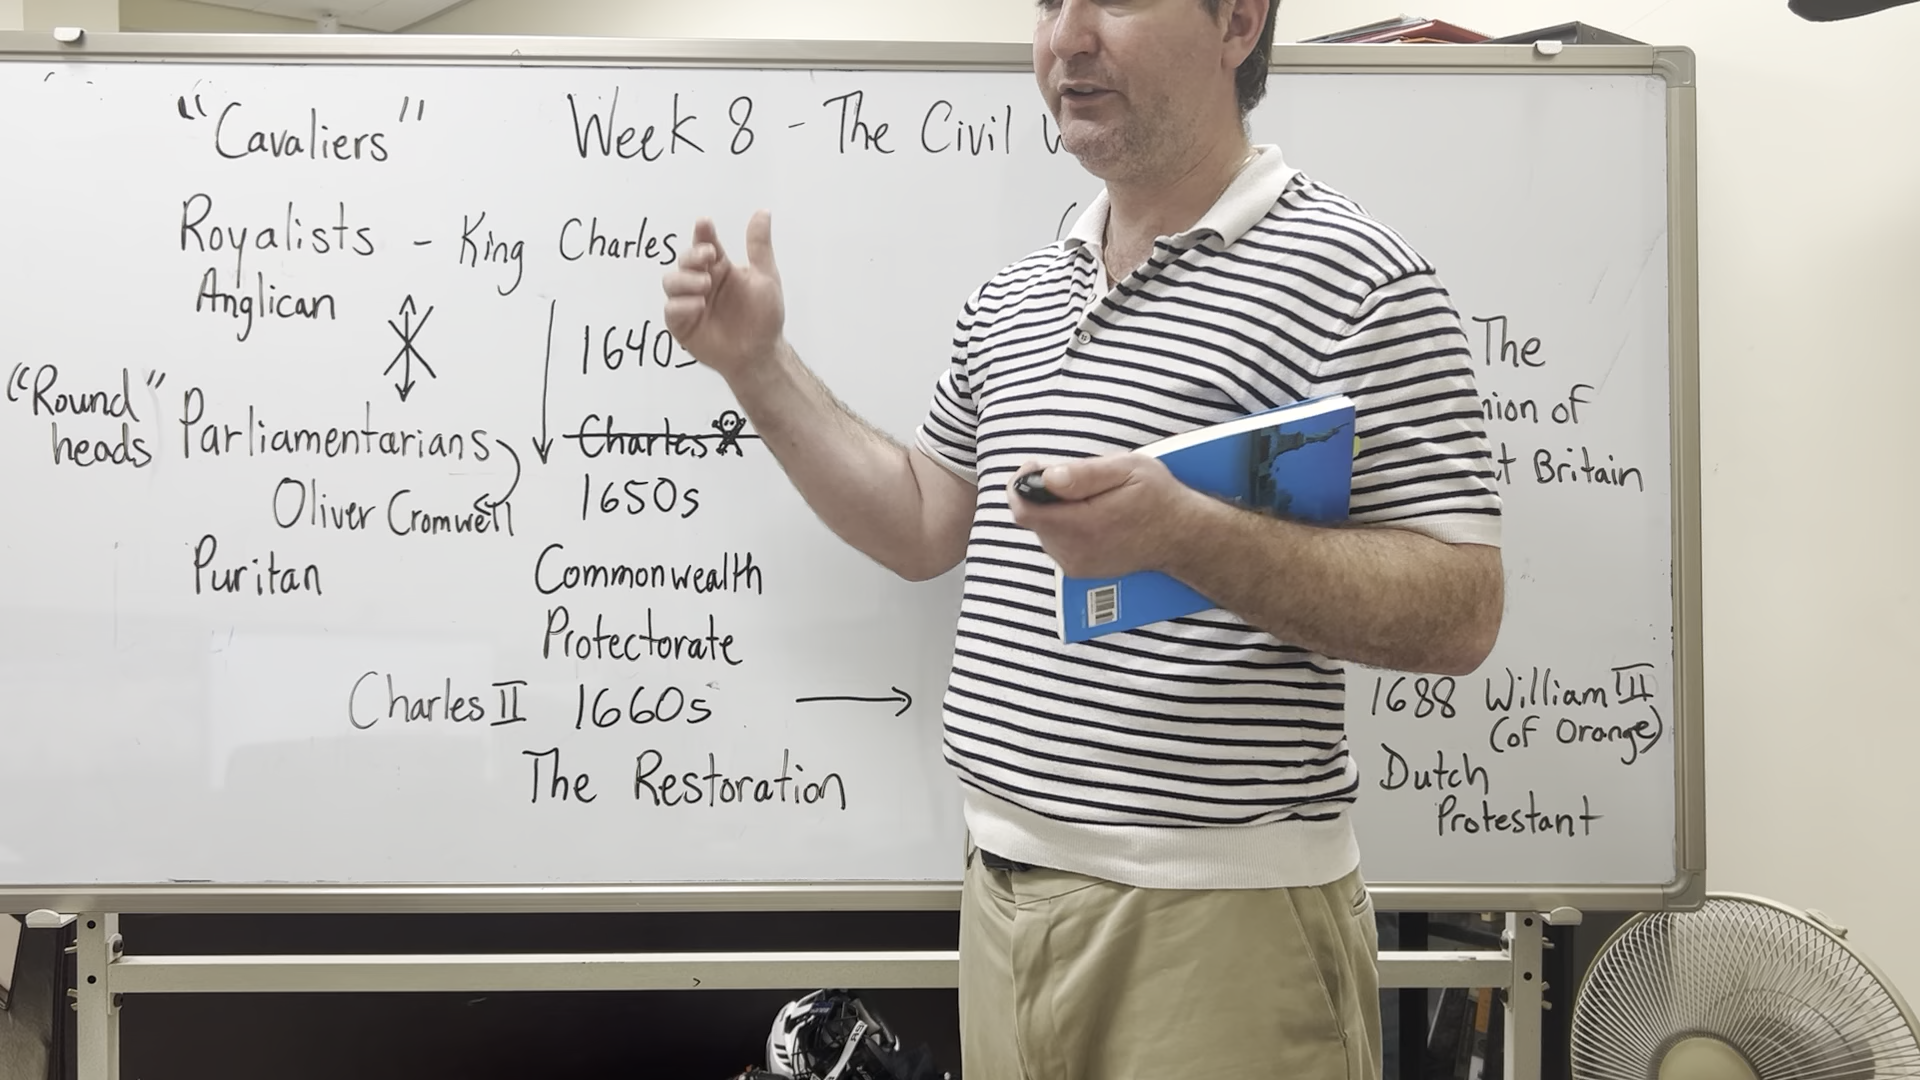 "Cavaliers"
Week 8 - The Civil
Royalists - King Charles
Anglican
1640s
"Round"
heads
Parliamentarians
Charles
Oliver Cromwell
1650s
Puritan
Commonwealth
Protectorate
Charles II 1660s
The Restoration
The
of
Britain
1688 William III
(of Orange)
Dutch
Protestant